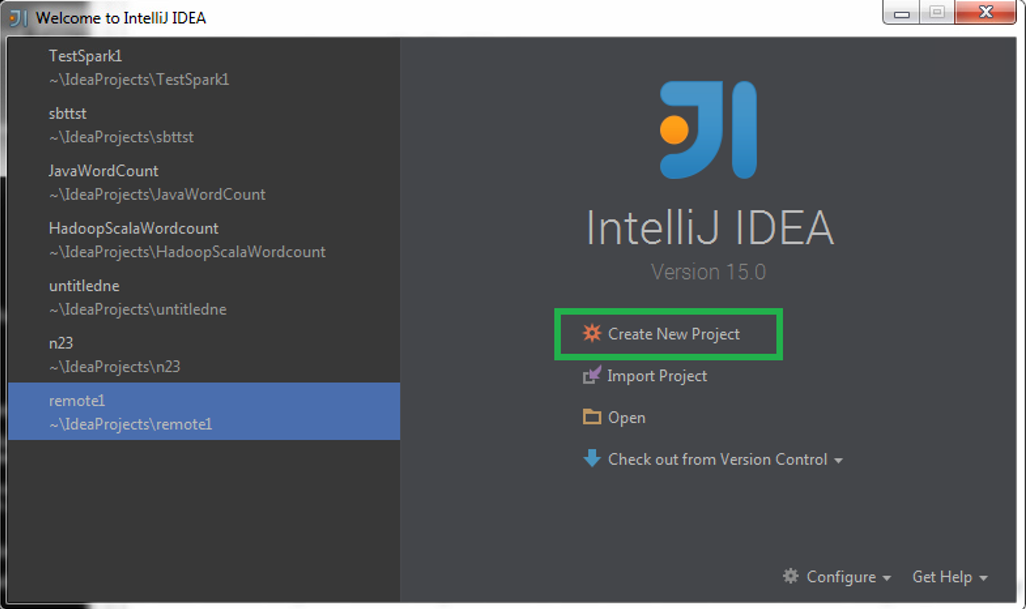 Welcome to IntelliJ IDEA
TestSpark1
~\IdeaProjects\TestSpark1
sbttst
~\IdeaProjects\sbttst
JavaWordCount
~\IdeaProjects\JavaWordCount
HadoopScalaWordcount
~\IdeaProjects\HadoopScalaWordcount
untitledne
~\IdeaProjects\untitledne
n23
~\IdeaProjects\n23
remote1
~\IdeaProjects\remote1
IntelliJ IDEA
Version 15.0
Create New Project
Import Project
Open
Check out from Version Control
Configure
Get Help